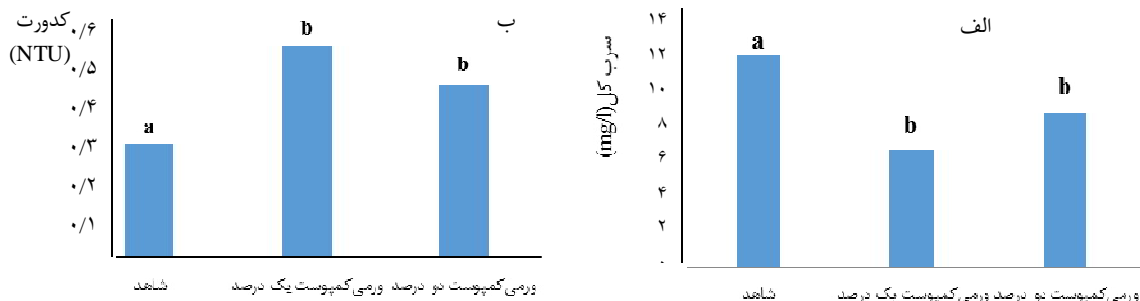 الف
سرب کل(mg/l)
۱۴
۱۲
۱۰
۸
۶
۴
۲
۰
a
b
b
شاهد
ورمی‌کمپوست یک درصد
ورمی‌کمپوست دو درصد
ب
کدورت
(NTU)
۰/۶
۰/۵
۰/۴
۰/۳
۰/۲
۰/۱
a
b
b
شاهد
ورمی‌کمپوست یک درصد
ورمی‌کمپوست دو درصد